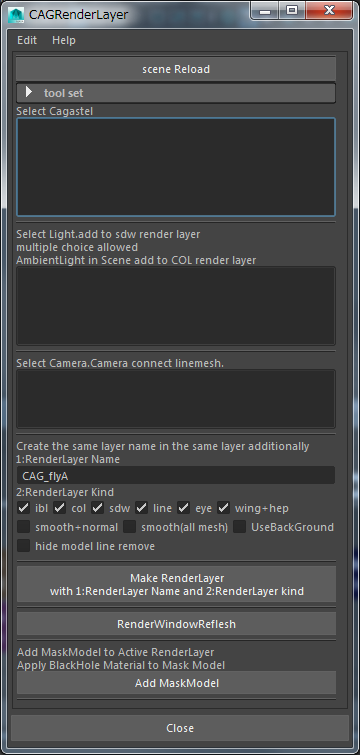 CAGRenderLayer
Edit Help
scene Reload
tool set
Select Cagastel
Select Light.add to sdw render layer
multiple choice allowed
AmbientLight in Scene add to COL render layer
Select Camera.Camera connect linemesh.
Create the same layer name in the same layer additionally
1:RenderLayer Name
CAG_flyA
2:RenderLayer Kind
ibl col sdw line eye wing+hep
smooth+normal smooth(all mesh) UseBackGround
hide model line remove
Make RenderLayer
with 1:RenderLayer Name and 2:RenderLayer kind
RenderWindowReflesh
Add MaskModel to Active RenderLayer
Apply BlackHole Material to Mask Model
Add MaskModel
Close